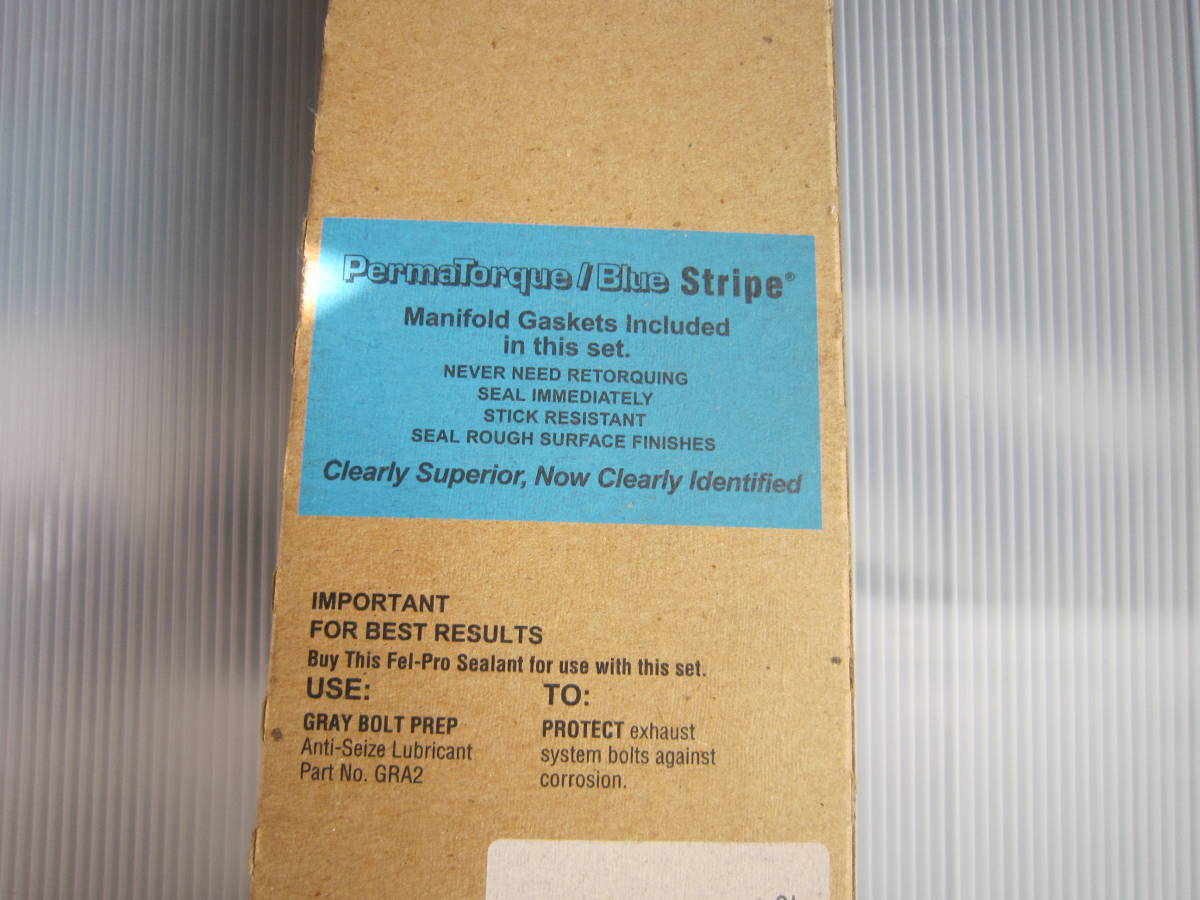 PermaTorque / Blue Stripe®
Manifold Gaskets Included
in this set.
NEVER NEED RETORQUING
SEAL IMMEDIATELY
STICK RESISTANT
SEAL ROUGH SURFACE FINISHES
Clearly Superior, Now Clearly Identified
IMPORTANT
FOR BEST RESULTS
Buy This Fel-Pro Sealant for use with this set.
USE:
GRAY BOLT PREP
Anti-Seize Lubricant
Part No. GRA2
TO:
PROTECT exhaust
system bolts against
corrosion.